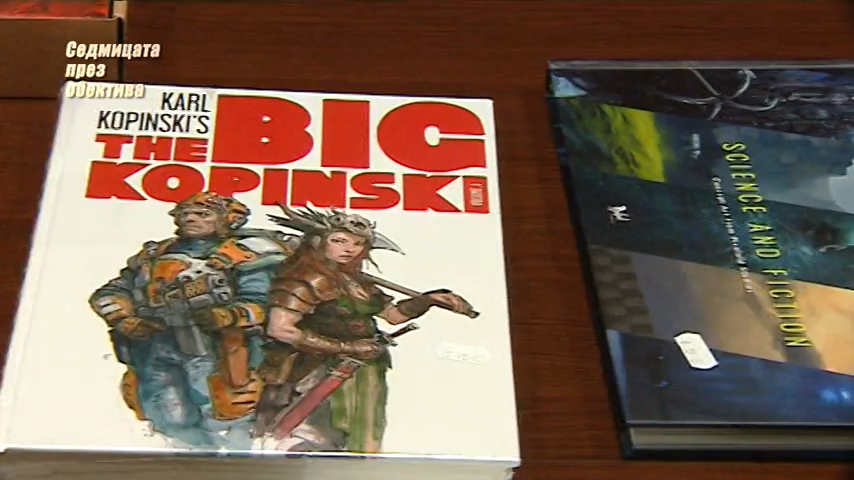 Седмицата
през
обектива
KARL
KOPINSKI'S
THE BIG
KOPINSKI
SCIENCE AND FICTION